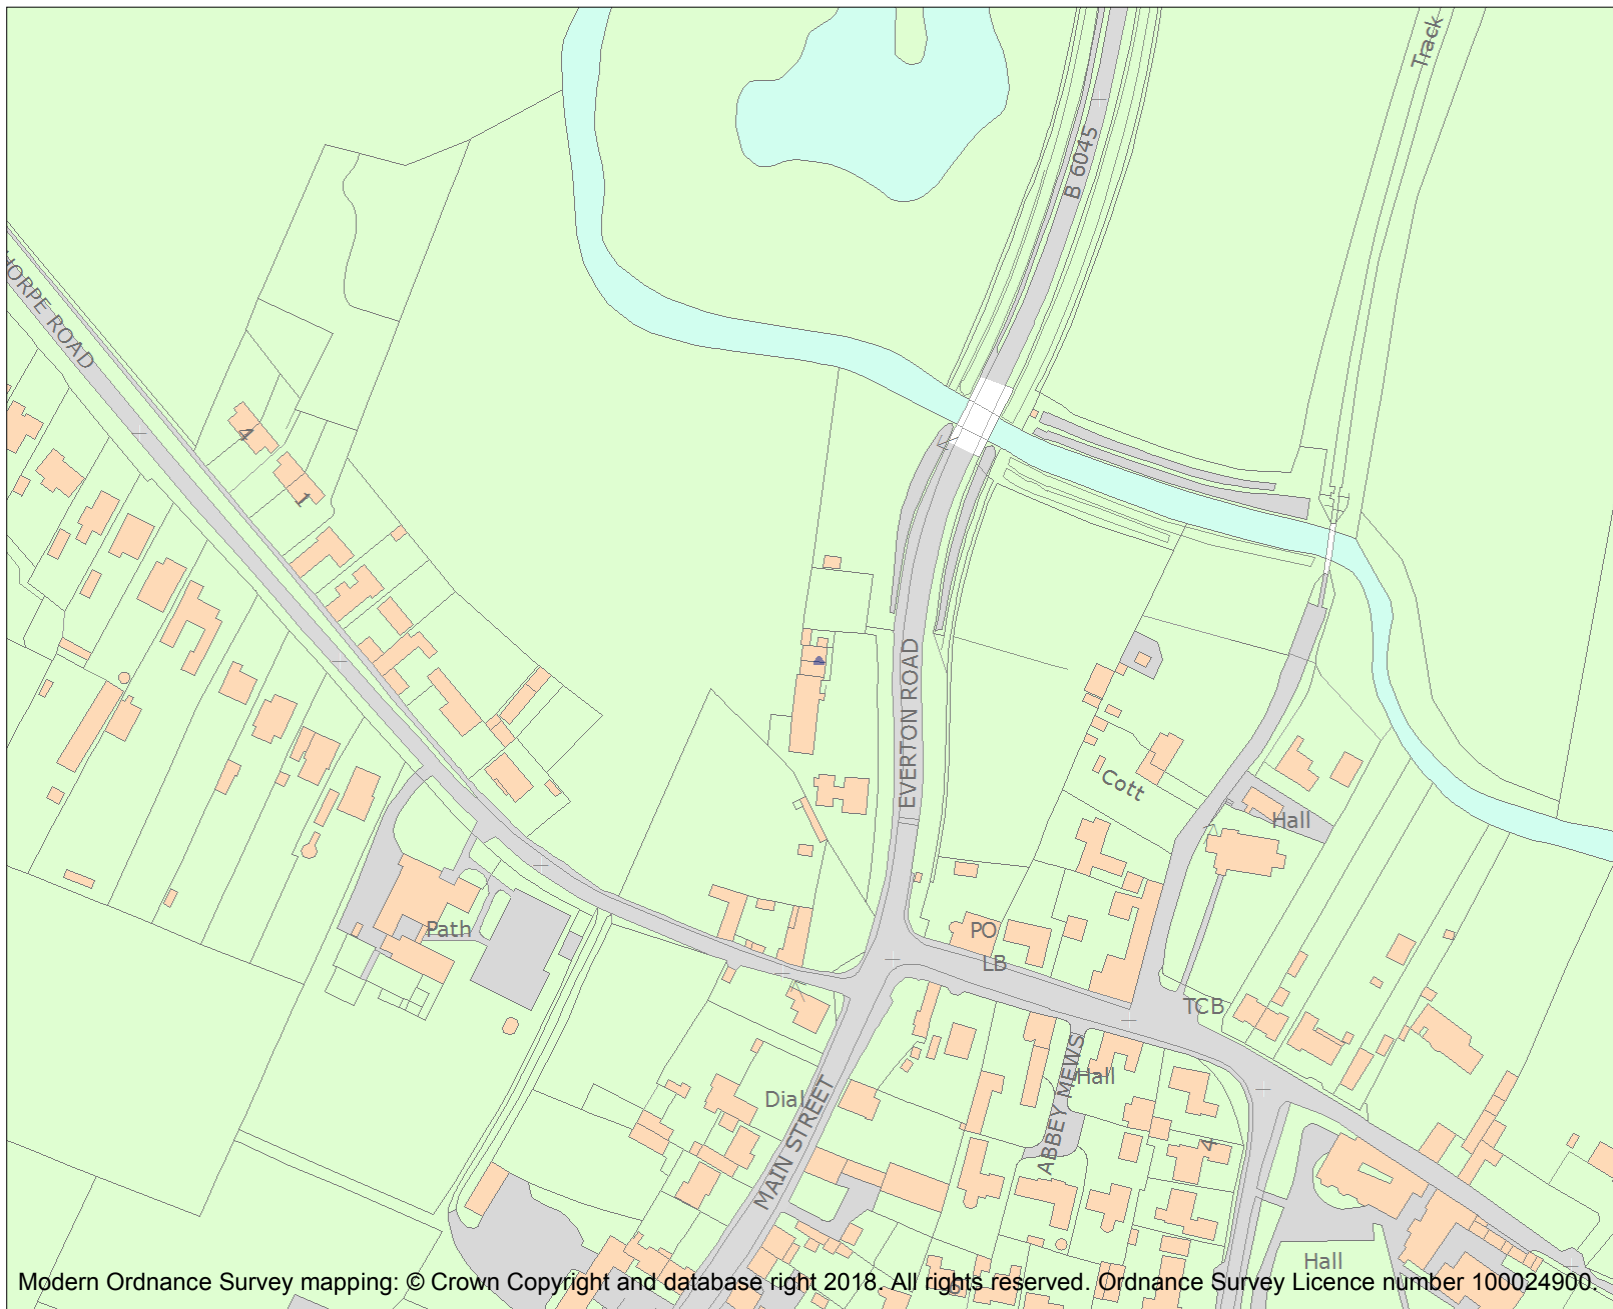 Track
B 6045
HORPE ROAD
4
1
EVERTON ROAD
Cott
Hall
Path
PO
LB
TCB
ABBEY MEWS
Hall
Dial
MAIN STREET
4
Hall
Modern Ordnance Survey mapping: © Crown Copyright and database right 2018. All rights reserved. Ordnance Survey Licence number 100024900.